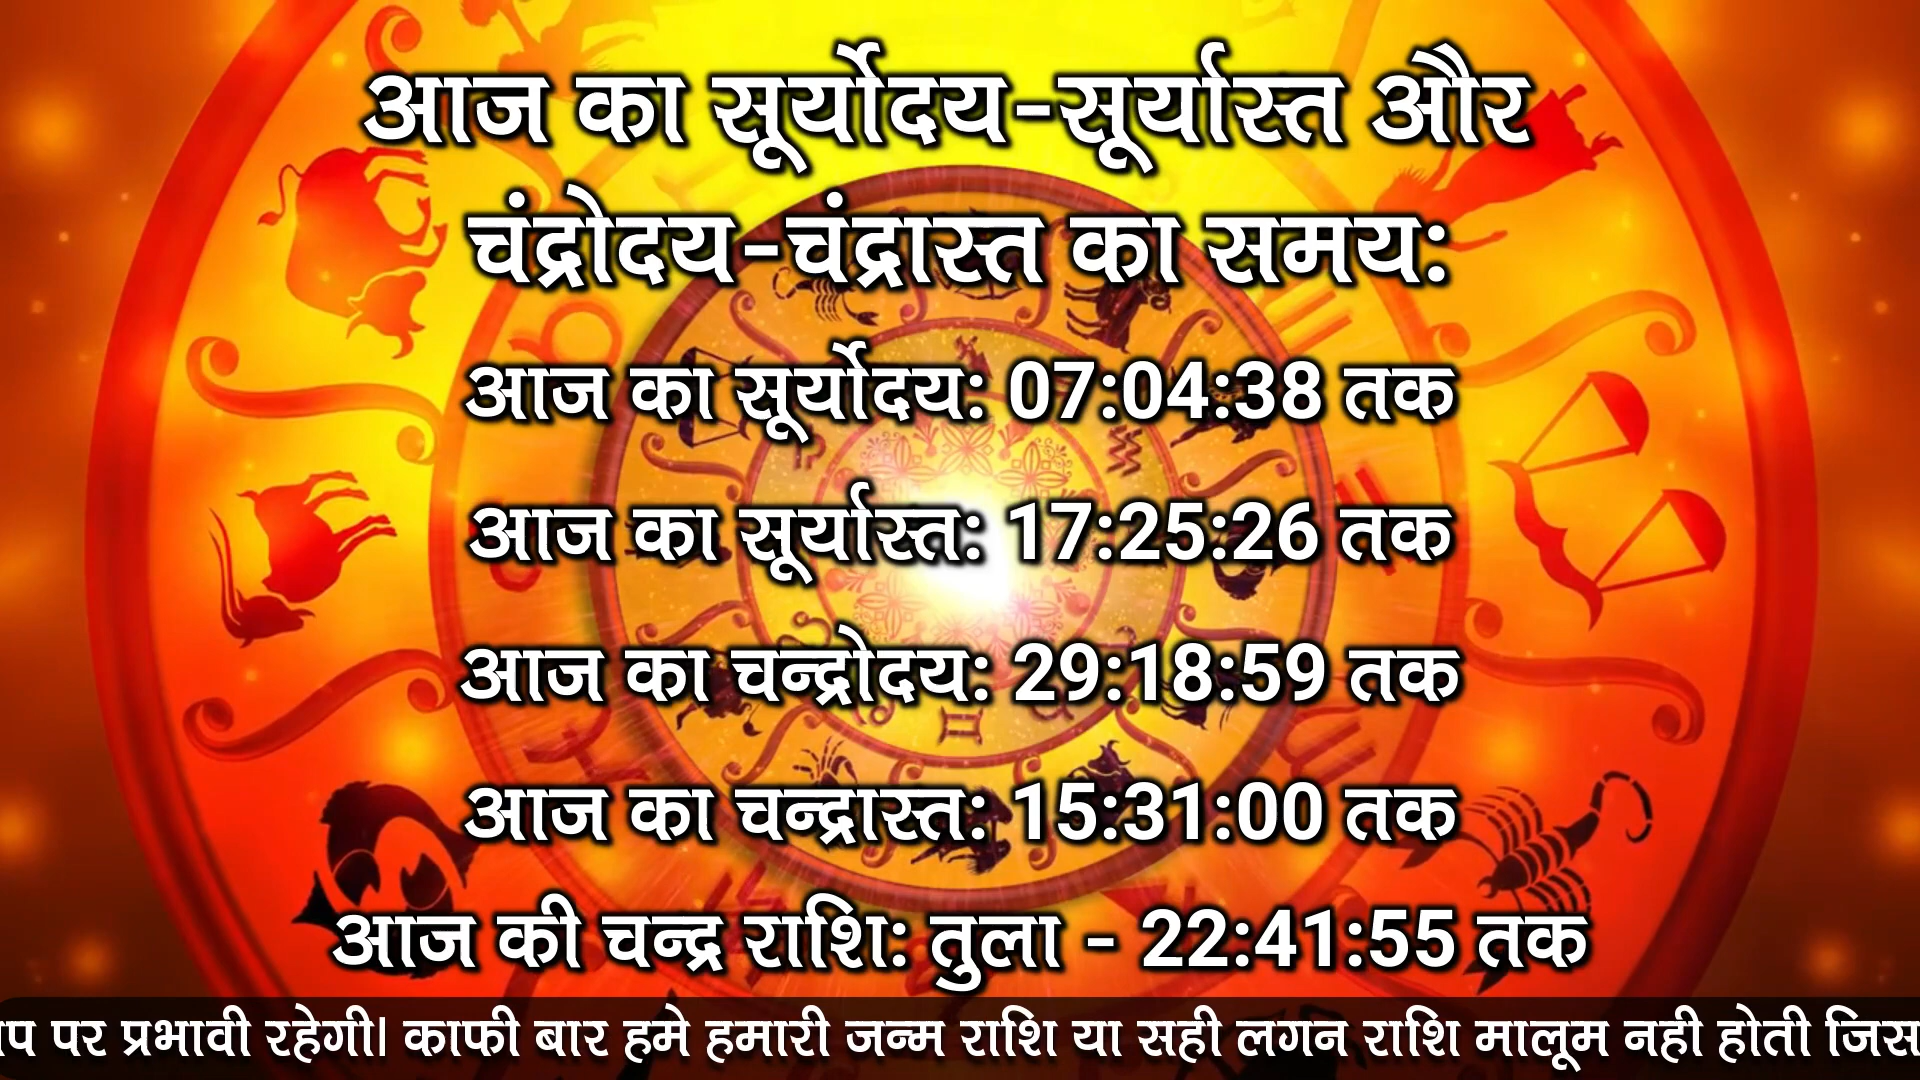 आज का सूर्योदय-सूर्यास्त और
चंद्रोदय-चंद्रास्त का समय:
आज का सूर्योदय: 07:04:38 तक
आज का सूर्यास्त: 17:25:26 तक
आज का चन्द्रोदय: 29:18:59 तक
आज का चन्द्रास्त: 15:31:00 तक
आज की चन्द्र राशि: तुला - 22:41:55 तक
पर प्रभावी रहेगी। काफी बार हमे हमारी जन्म राशि या सही लगन राशि मालूम नही होती जिस